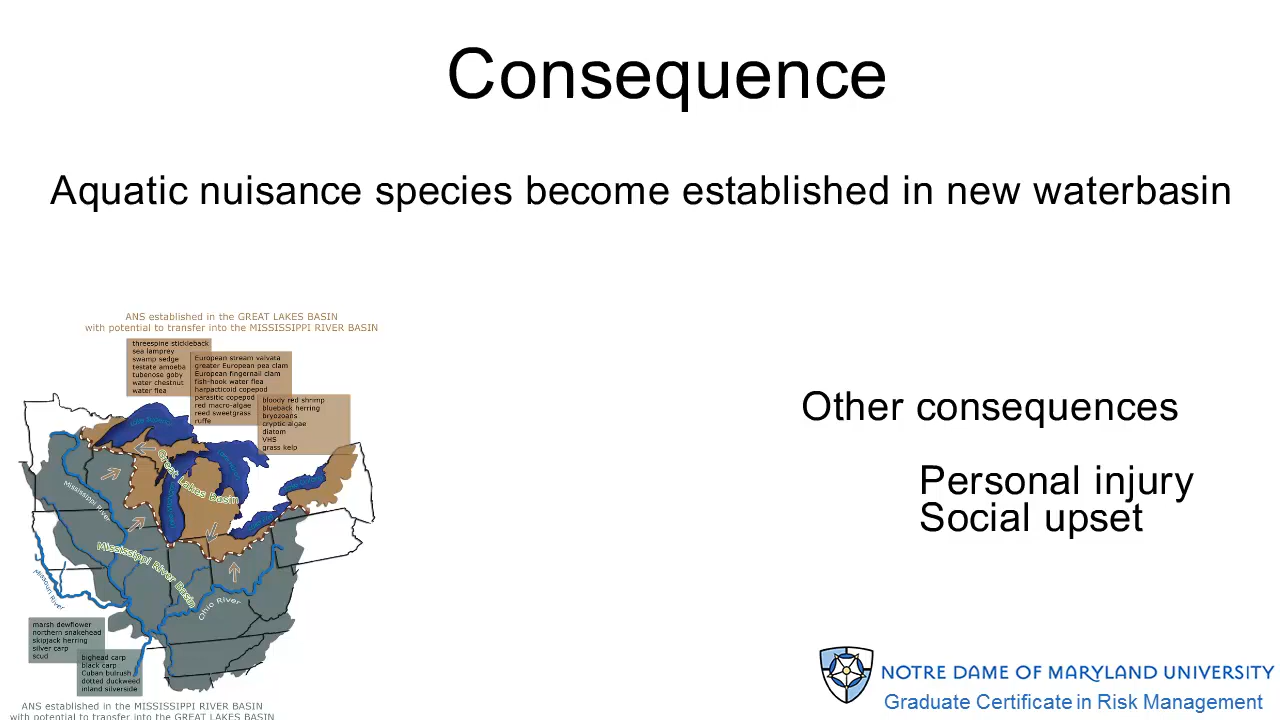 Consequence
Aquatic nuisance species become established in new waterbasin
ANS established in the GREAT LAKES BASIN
with potential to transfer into the MISSISSIPPI RIVER BASIN
threespine stickleback
sea lamprey
swamp sedge
testate amoeba
tubenose goby
water chestnut
water flea
European stream valvata
greater European pea clam
European fingernail clam
fish-hook water flea
harpacticoid copepod
parasitic copepod
red macro-algae
reed sweetgrass
ruffe
bloody red shrimp
blueback herring
bryozoans
cryptic algae
diatom
VHS
grass kelp
Great Lakes Basin
Mississippi River
Mississippi River Basin
Missouri River
Ohio River
marsh dewflower
northern snakehead
skipjack herring
silver carp
scud
bighead carp
black carp
Cuban bulrush
dotted duckweed
inland silverside
ANS established in the MISSISSIPPI RIVER BASIN
with potential to transfer into the GREAT LAKES BASIN
Other consequences
Personal injury
Social upset
NOTRE DAME OF MARYLAND UNIVERSITY
Graduate Certificate in Risk Management